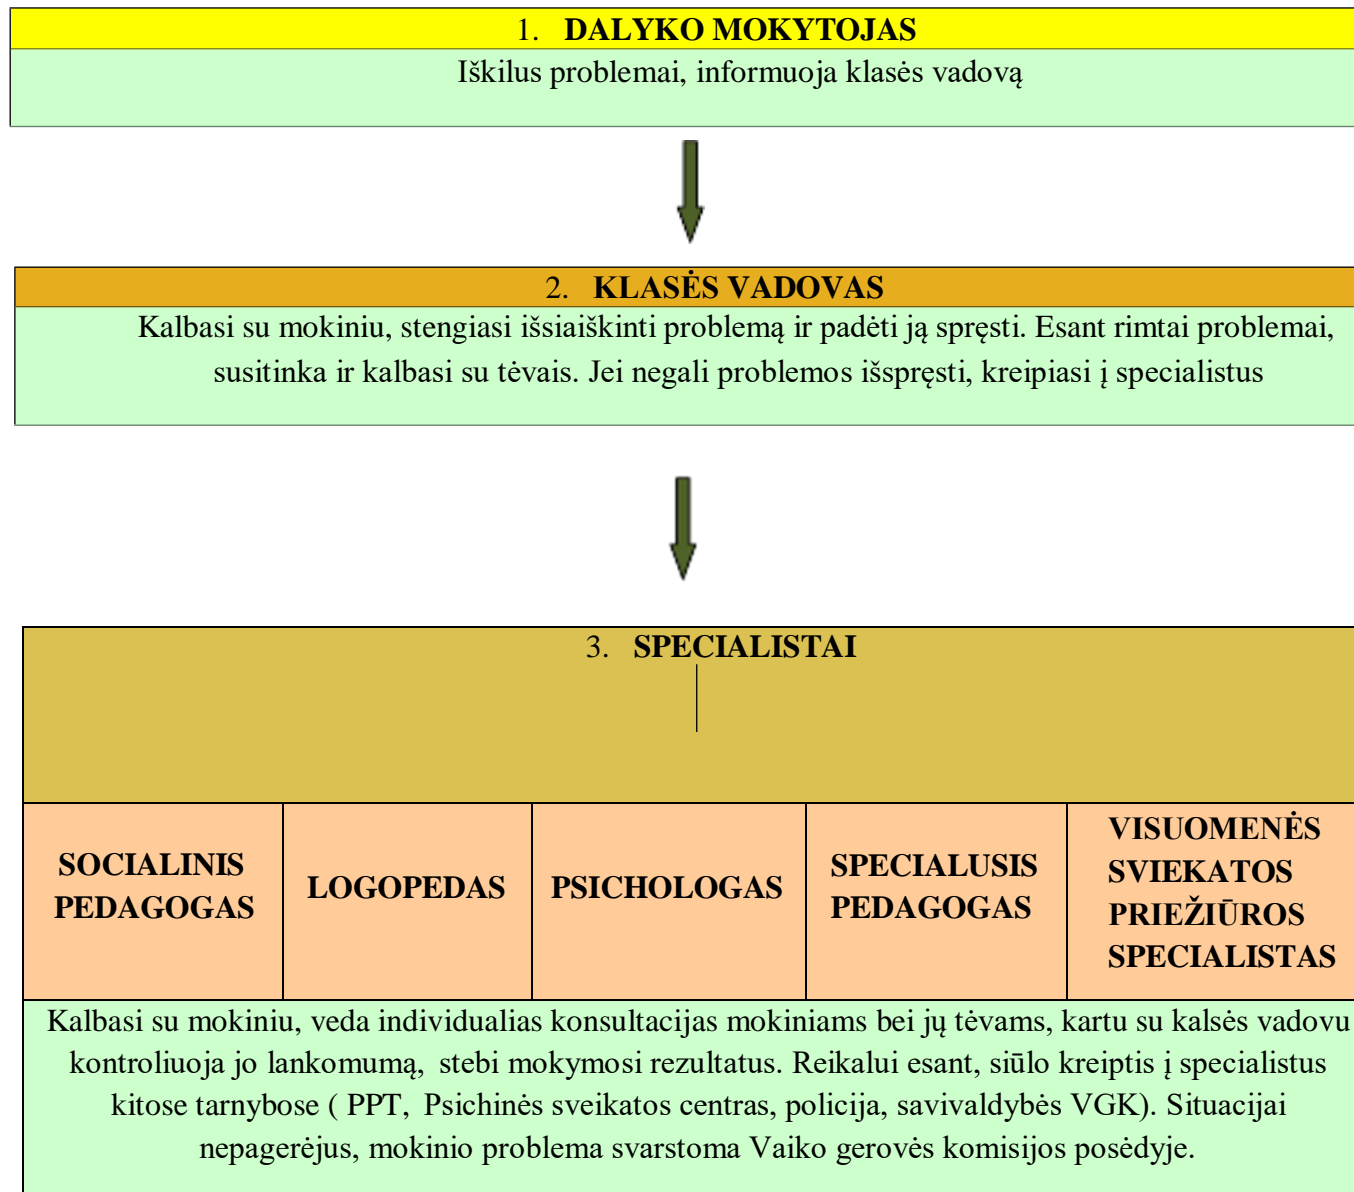 1. DALYKO MOKYTOJAS
Iškilus problemai, informuoja klasės vadovą
2. KLASĖS VADOVAS
Kalbasi su mokiniu, stengiasi išsiaiškinti problemą ir padėti ją spręsti. Esant rimtai problemai,
susitinka ir kalbasi su tėvais. Jei negali problemos išspręsti, kreipiasi į specialistus
3. SPECIALISTAI
SOCIALINIS
PEDAGOGAS
LOGOPEDAS
PSICHOLOGAS
SPECIALUSIS
PEDAGOGAS
VISUOMENĖS
SVIEKATOS
PRIEŽIŪROS
SPECIALISTAS
Kalbasi su mokiniu, veda individualias konsultacijas mokiniams bei jų tėvams, kartu su kalsės vadovu
kontroliuoja jo lankomumą, stebi mokymosi rezultatus. Reikalui esant, siūlo kreiptis į specialistus
kitose tarnybose ( PPT, Psichinės sveikatos centras, policija, savivaldybės VGK). Situacijai
nepagerėjus, mokinio problema svarstoma Vaiko gerovės komisijos posėdyje.